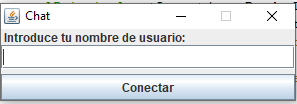 Chat
Introduce tu nombre de usuario:
Conectar